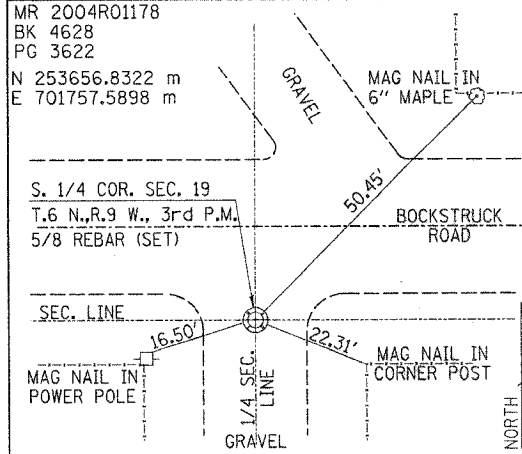 MR 2004R01178
BK 4628
PG 3622
N 253656.8322 m
E 701757.5898 m
GRAVEL
MAG NAIL IN
6" MAPLE
S. 1/4 COR. SEC. 19
T.6 N.,R.9 W., 3rd P.M.
5/8 REBAR (SET)
50.45'
BOCKSTRUCK
ROAD
SEC. LINE
16.50'
22.31'
MAG NAIL IN
POWER POLE
1/4 SEC.
LINE
MAG NAIL IN
CORNER POST
GRAVEL
NORTH